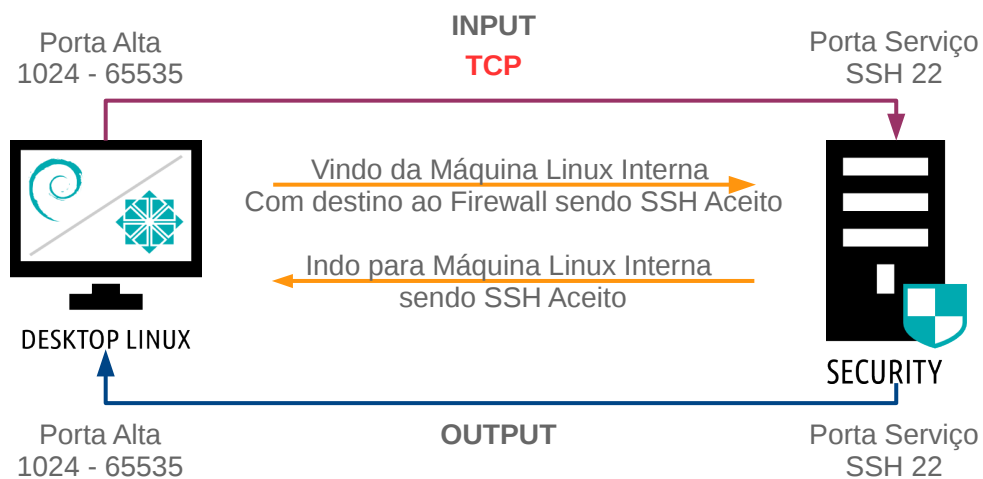 INPUT
TCP
Porta Alta
1024 - 65535
Porta Serviço
SSH 22
Vindo da Máquina Linux Interna
Com destino ao Firewall sendo SSH Aceito
Indo para Máquina Linux Interna
sendo SSH Aceito
DESKTOP LINUX
SECURITY
Porta Alta
1024 - 65535
OUTPUT
Porta Serviço
SSH 22